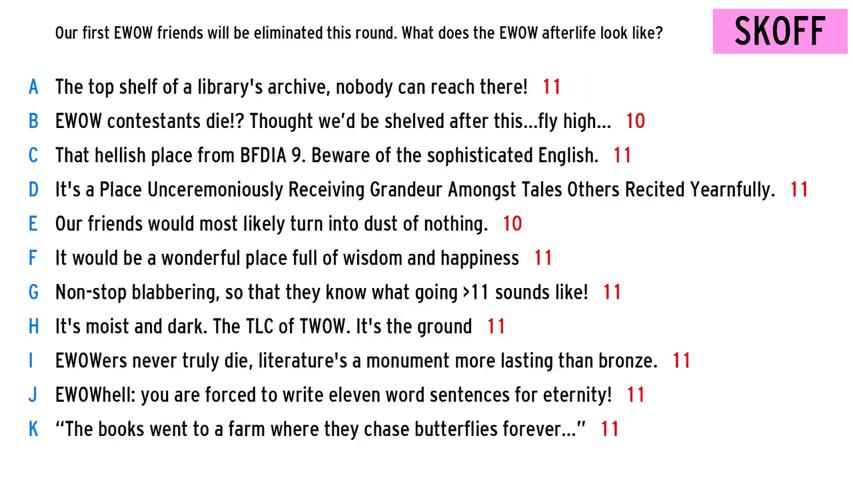 Our first EWOW friends will be eliminated this round. What does the EWOW afterlife look like?
SKOFF
A The top shelf of a library's archive, nobody can reach there! 11
B EWOW contestants die!? Thought we’d be shelved after this...fly high... 10
C That hellish place from BFDIA 9. Beware of the sophisticated English. 11
D It's a Place Unceremoniously Receiving Grandeur Amongst Tales Others Recited Yearnfully. 11
E Our friends would most likely turn into dust of nothing. 10
F It would be a wonderful place full of wisdom and happiness 11
G Non-stop blabbering, so that they know what going >11 sounds like! 11
H It's moist and dark. The TLC of TWOW. It's the ground 11
I EWOWers never truly die, literature's a monument more lasting than bronze. 11
J EWOWhell: you are forced to write eleven word sentences for eternity! 11
K “The books went to a farm where they chase butterflies forever...” 11